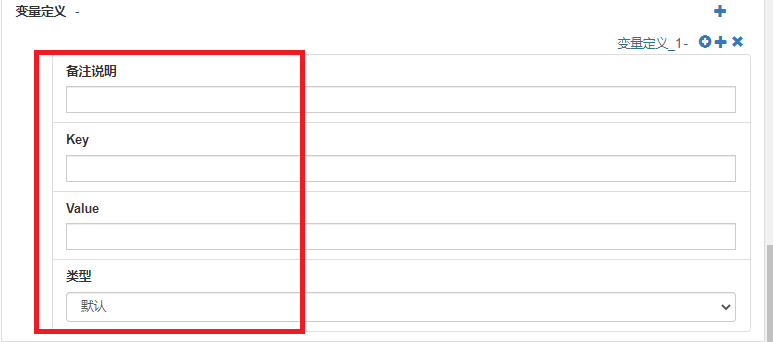 变量定义 -
变量定义_1-
备注说明
Key
Value
类型
默认